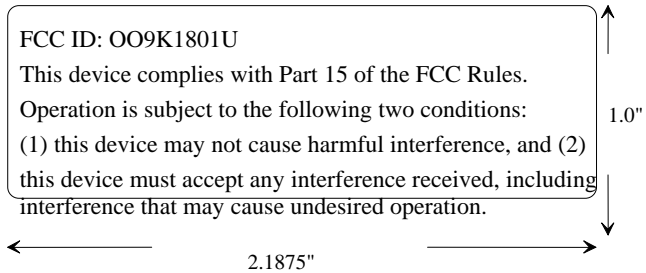 FCC ID: OO9K1801U
This device complies with Part 15 of the FCC Rules.
Operation is subject to the following two conditions:
(1) this device may not cause harmful interference, and (2)
this device must accept any interference received, including
interference that may cause undesired operation.
1.0"
2.1875"